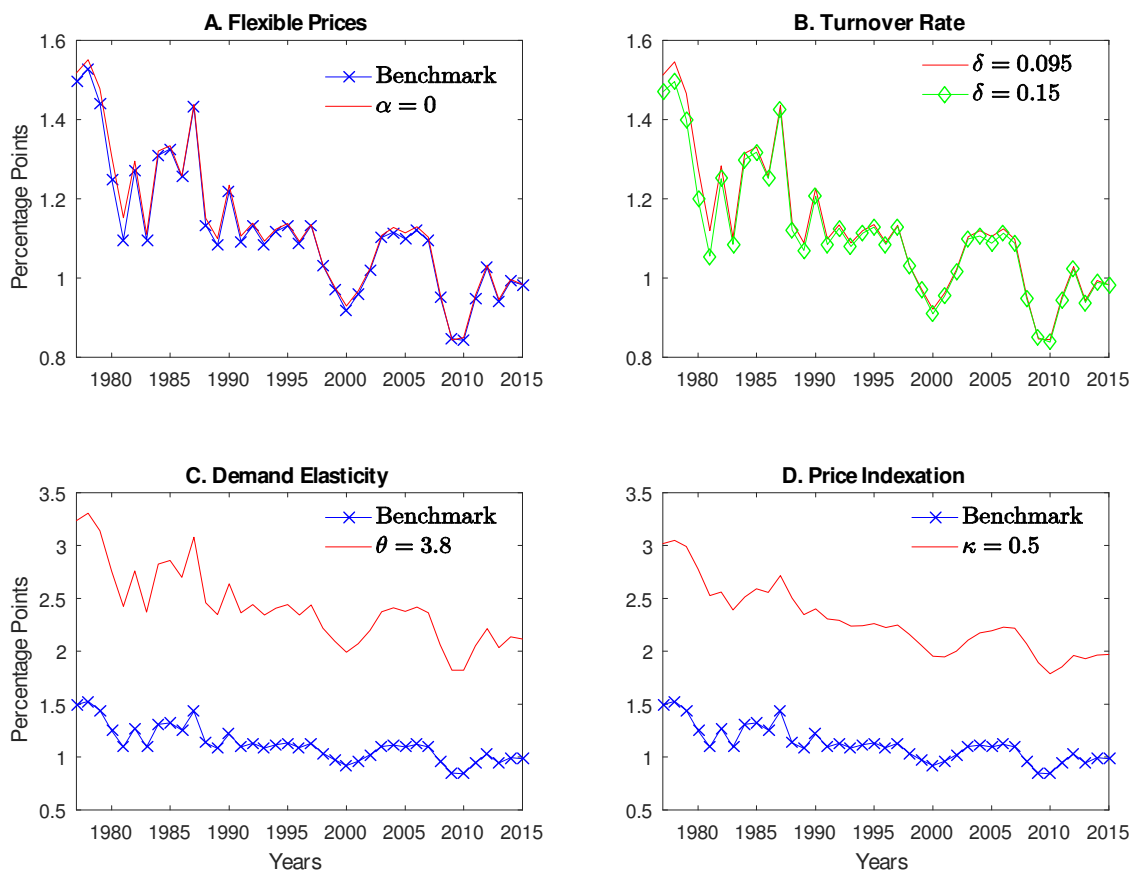 A. Flexible Prices
Percentage Points
1.6
1.4
1.2
1
0.8
Benchmark
α = 0
1980 1985 1990 1995 2000 2005 2010 2015
B. Turnover Rate
1.6
1.4
1.2
1
0.8
δ = 0.095
δ = 0.15
1980 1985 1990 1995 2000 2005 2010 2015
C. Demand Elasticity
Percentage Points
3.5
3
2.5
2
1.5
1
0.5
Benchmark
θ = 3.8
1980 1985 1990 1995 2000 2005 2010 2015
Years
D. Price Indexation
3.5
3
2.5
2
1.5
1
0.5
Benchmark
κ = 0.5
1980 1985 1990 1995 2000 2005 2010 2015
Years